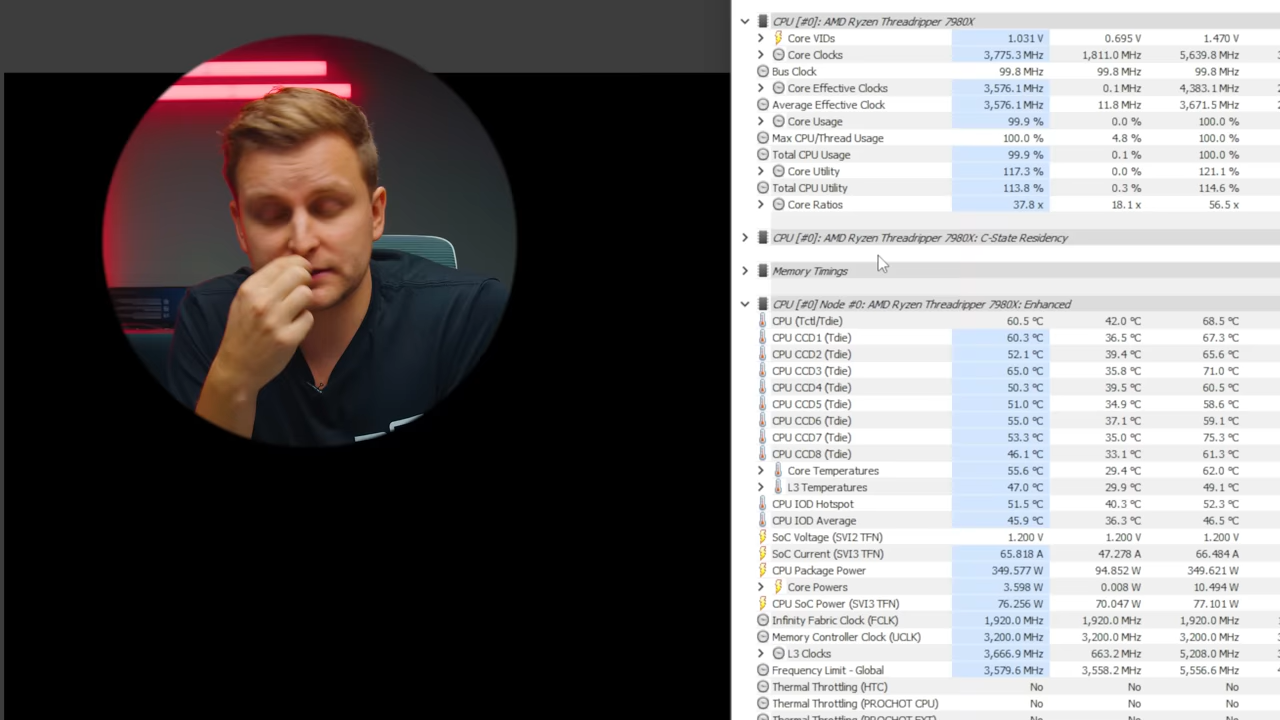 CPU [#0]: AMD Ryzen Threadripper 7980X
Core VIDs 1.031 V 0.695 V 1.470 V
Core Clocks 3,775.3 MHz 1,811.0 MHz 5,639.8 MHz
Bus Clock 99.8 MHz 99.8 MHz 99.8 MHz
Core Effective Clocks 3,576.1 MHz 0.1 MHz 4,383.1 MHz
Average Effective Clock 3,576.1 MHz 11.8 MHz 3,671.5 MHz
Core Usage 99.9 % 0.0 % 100.0 %
Max CPU/Thread Usage 100.0 % 4.8 % 100.0 %
Total CPU Usage 99.9 % 0.1 % 100.0 %
Core Utility 117.3 % 0.0 % 121.1 %
Total CPU Utility 113.8 % 0.3 % 114.6 %
Core Ratios 37.8 x 18.1 x 56.5 x
CPU [#0]: AMD Ryzen Threadripper 7980X: C-State Residency
Memory Timings
CPU [#0] Node #0: AMD Ryzen Threadripper 7980X: Enhanced
CPU (Tctl/Tdie) 60.5 °C 42.0 °C 68.5 °C
CPU CCD1 (Tdie) 60.3 °C 36.5 °C 67.3 °C
CPU CCD2 (Tdie) 52.1 °C 39.4 °C 65.6 °C
CPU CCD3 (Tdie) 65.0 °C 35.8 °C 71.0 °C
CPU CCD4 (Tdie) 50.3 °C 39.5 °C 60.5 °C
CPU CCD5 (Tdie) 51.0 °C 34.9 °C 58.6 °C
CPU CCD6 (Tdie) 55.0 °C 37.1 °C 59.1 °C
CPU CCD7 (Tdie) 53.3 °C 35.0 °C 75.3 °C
CPU CCD8 (Tdie) 46.1 °C 33.1 °C 61.3 °C
Core Temperatures 55.6 °C 29.4 °C 62.0 °C
L3 Temperatures 47.0 °C 29.9 °C 49.1 °C
CPU IOD Hotspot 51.5 °C 40.3 °C 52.3 °C
CPU IOD Average 45.9 °C 36.3 °C 46.5 °C
SoC Voltage (SVI2 TFN) 1.200 V 1.200 V 1.200 V
SoC Current (SVI3 TFN) 65.818 A 47.278 A 66.484 A
CPU Package Power 349.577 W 94.852 W 349.621 W
Core Powers 3.598 W 0.008 W 10.494 W
CPU SoC Power (SVI3 TFN) 76.256 W 70.047 W 77.101 W
Infinity Fabric Clock (FCLK) 1,920.0 MHz 1,920.0 MHz 1,920.0 MHz
Memory Controller Clock (UCLK) 3,200.0 MHz 3,200.0 MHz 3,200.0 MHz
L3 Clocks 3,666.9 MHz 663.2 MHz 5,208.0 MHz
Frequency Limit - Global 3,579.6 MHz 3,558.2 MHz 5,556.6 MHz
Thermal Throttling (HTC) No No No
Thermal Throttling (PROCHOT CPU) No No No
Thermal Throttling (PROCHOT EXT) No No No